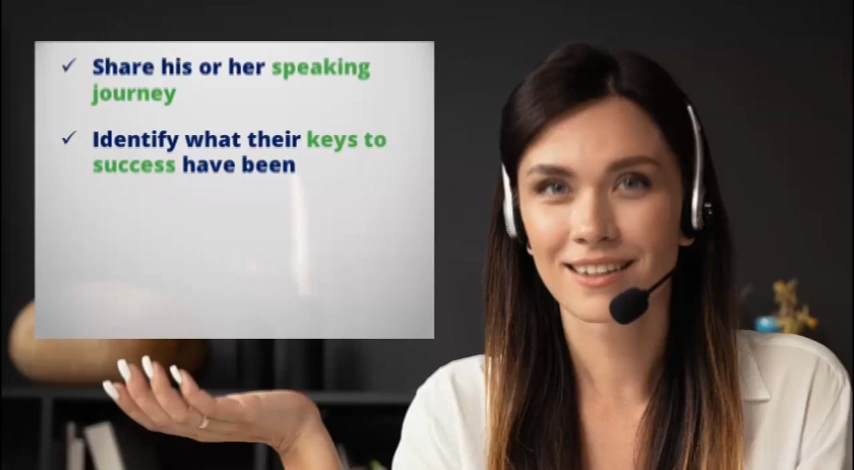 ✓ Share his or her speaking
journey
✓ Identify what their keys to
success have been